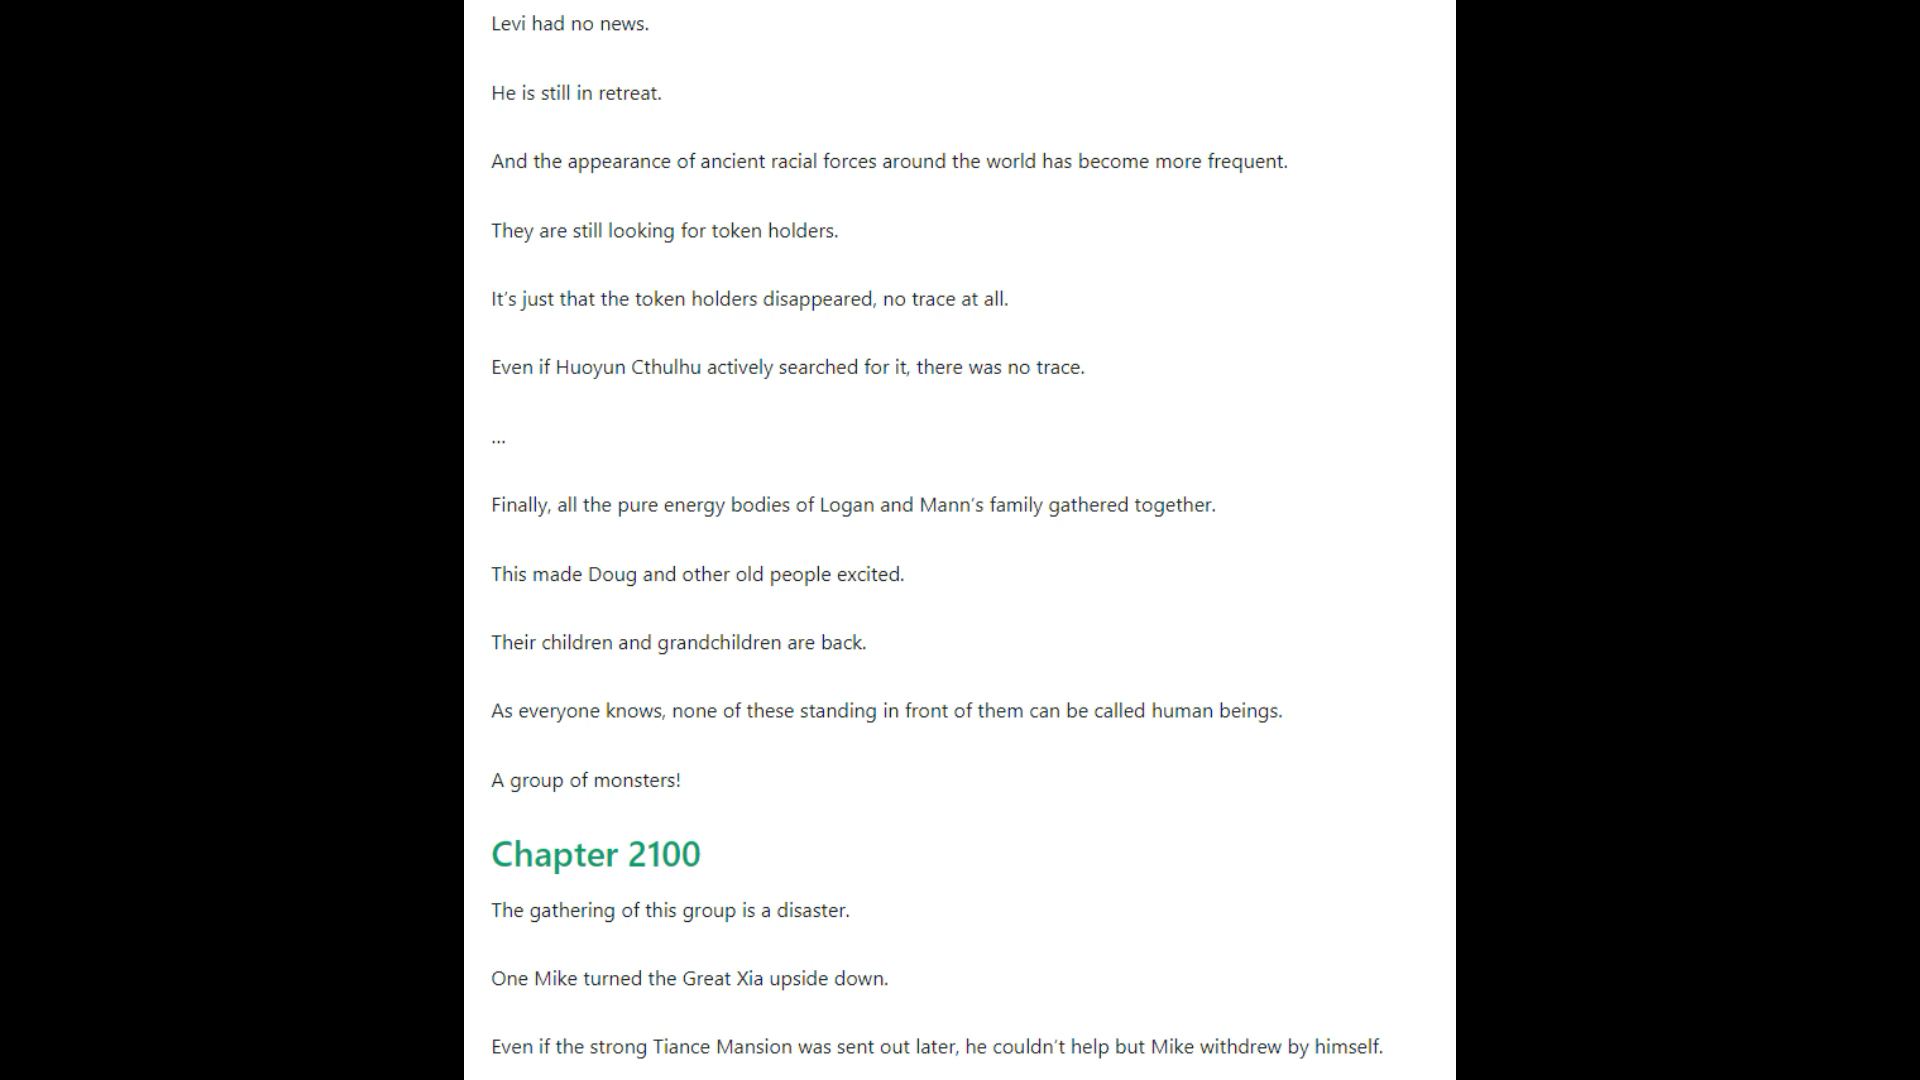 Levi had no news.
He is still in retreat.
And the appearance of ancient racial forces around the world has become more frequent.
They are still looking for token holders.
It’s just that the token holders disappeared, no trace at all.
Even if Huoyun Cthulhu actively searched for it, there was no trace.
…
Finally, all the pure energy bodies of Logan and Mann’s family gathered together.
This made Doug and other old people excited.
Their children and grandchildren are back.
As everyone knows, none of these standing in front of them can be called human beings.
A group of monsters!
Chapter 2100
The gathering of this group is a disaster.
One Mike turned the Great Xia upside down.
Even if the strong Tiance Mansion was sent out later, he couldn’t help but Mike withdrew by himself.